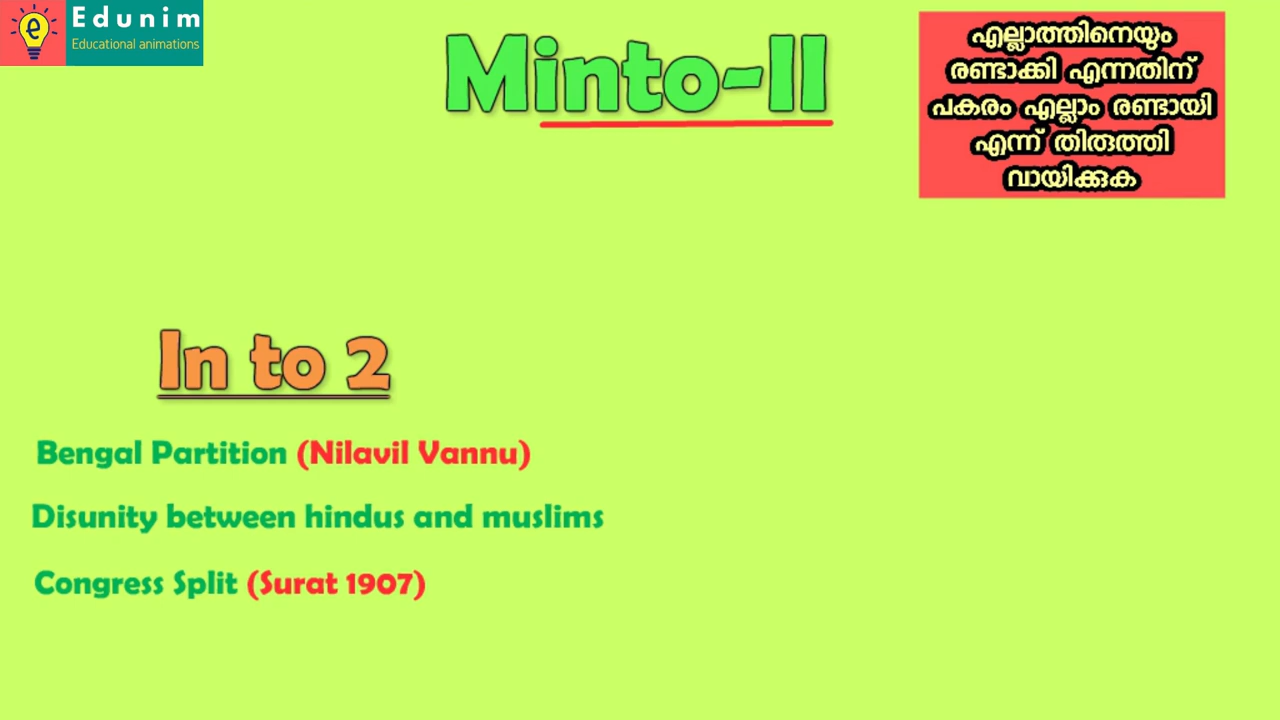 Edunim
Educational animations
Minto-II
എല്ലാത്തിനെയും
രണ്ടാക്കി എന്നതിന്
പകരം എല്ലാം രണ്ടായി
എന്ന് തിരുത്തി
വായിക്കുക
In to 2
Bengal Partition (Nilavil Vannu)
Disunity between hindus and muslims
Congress Split (Surat 1907)